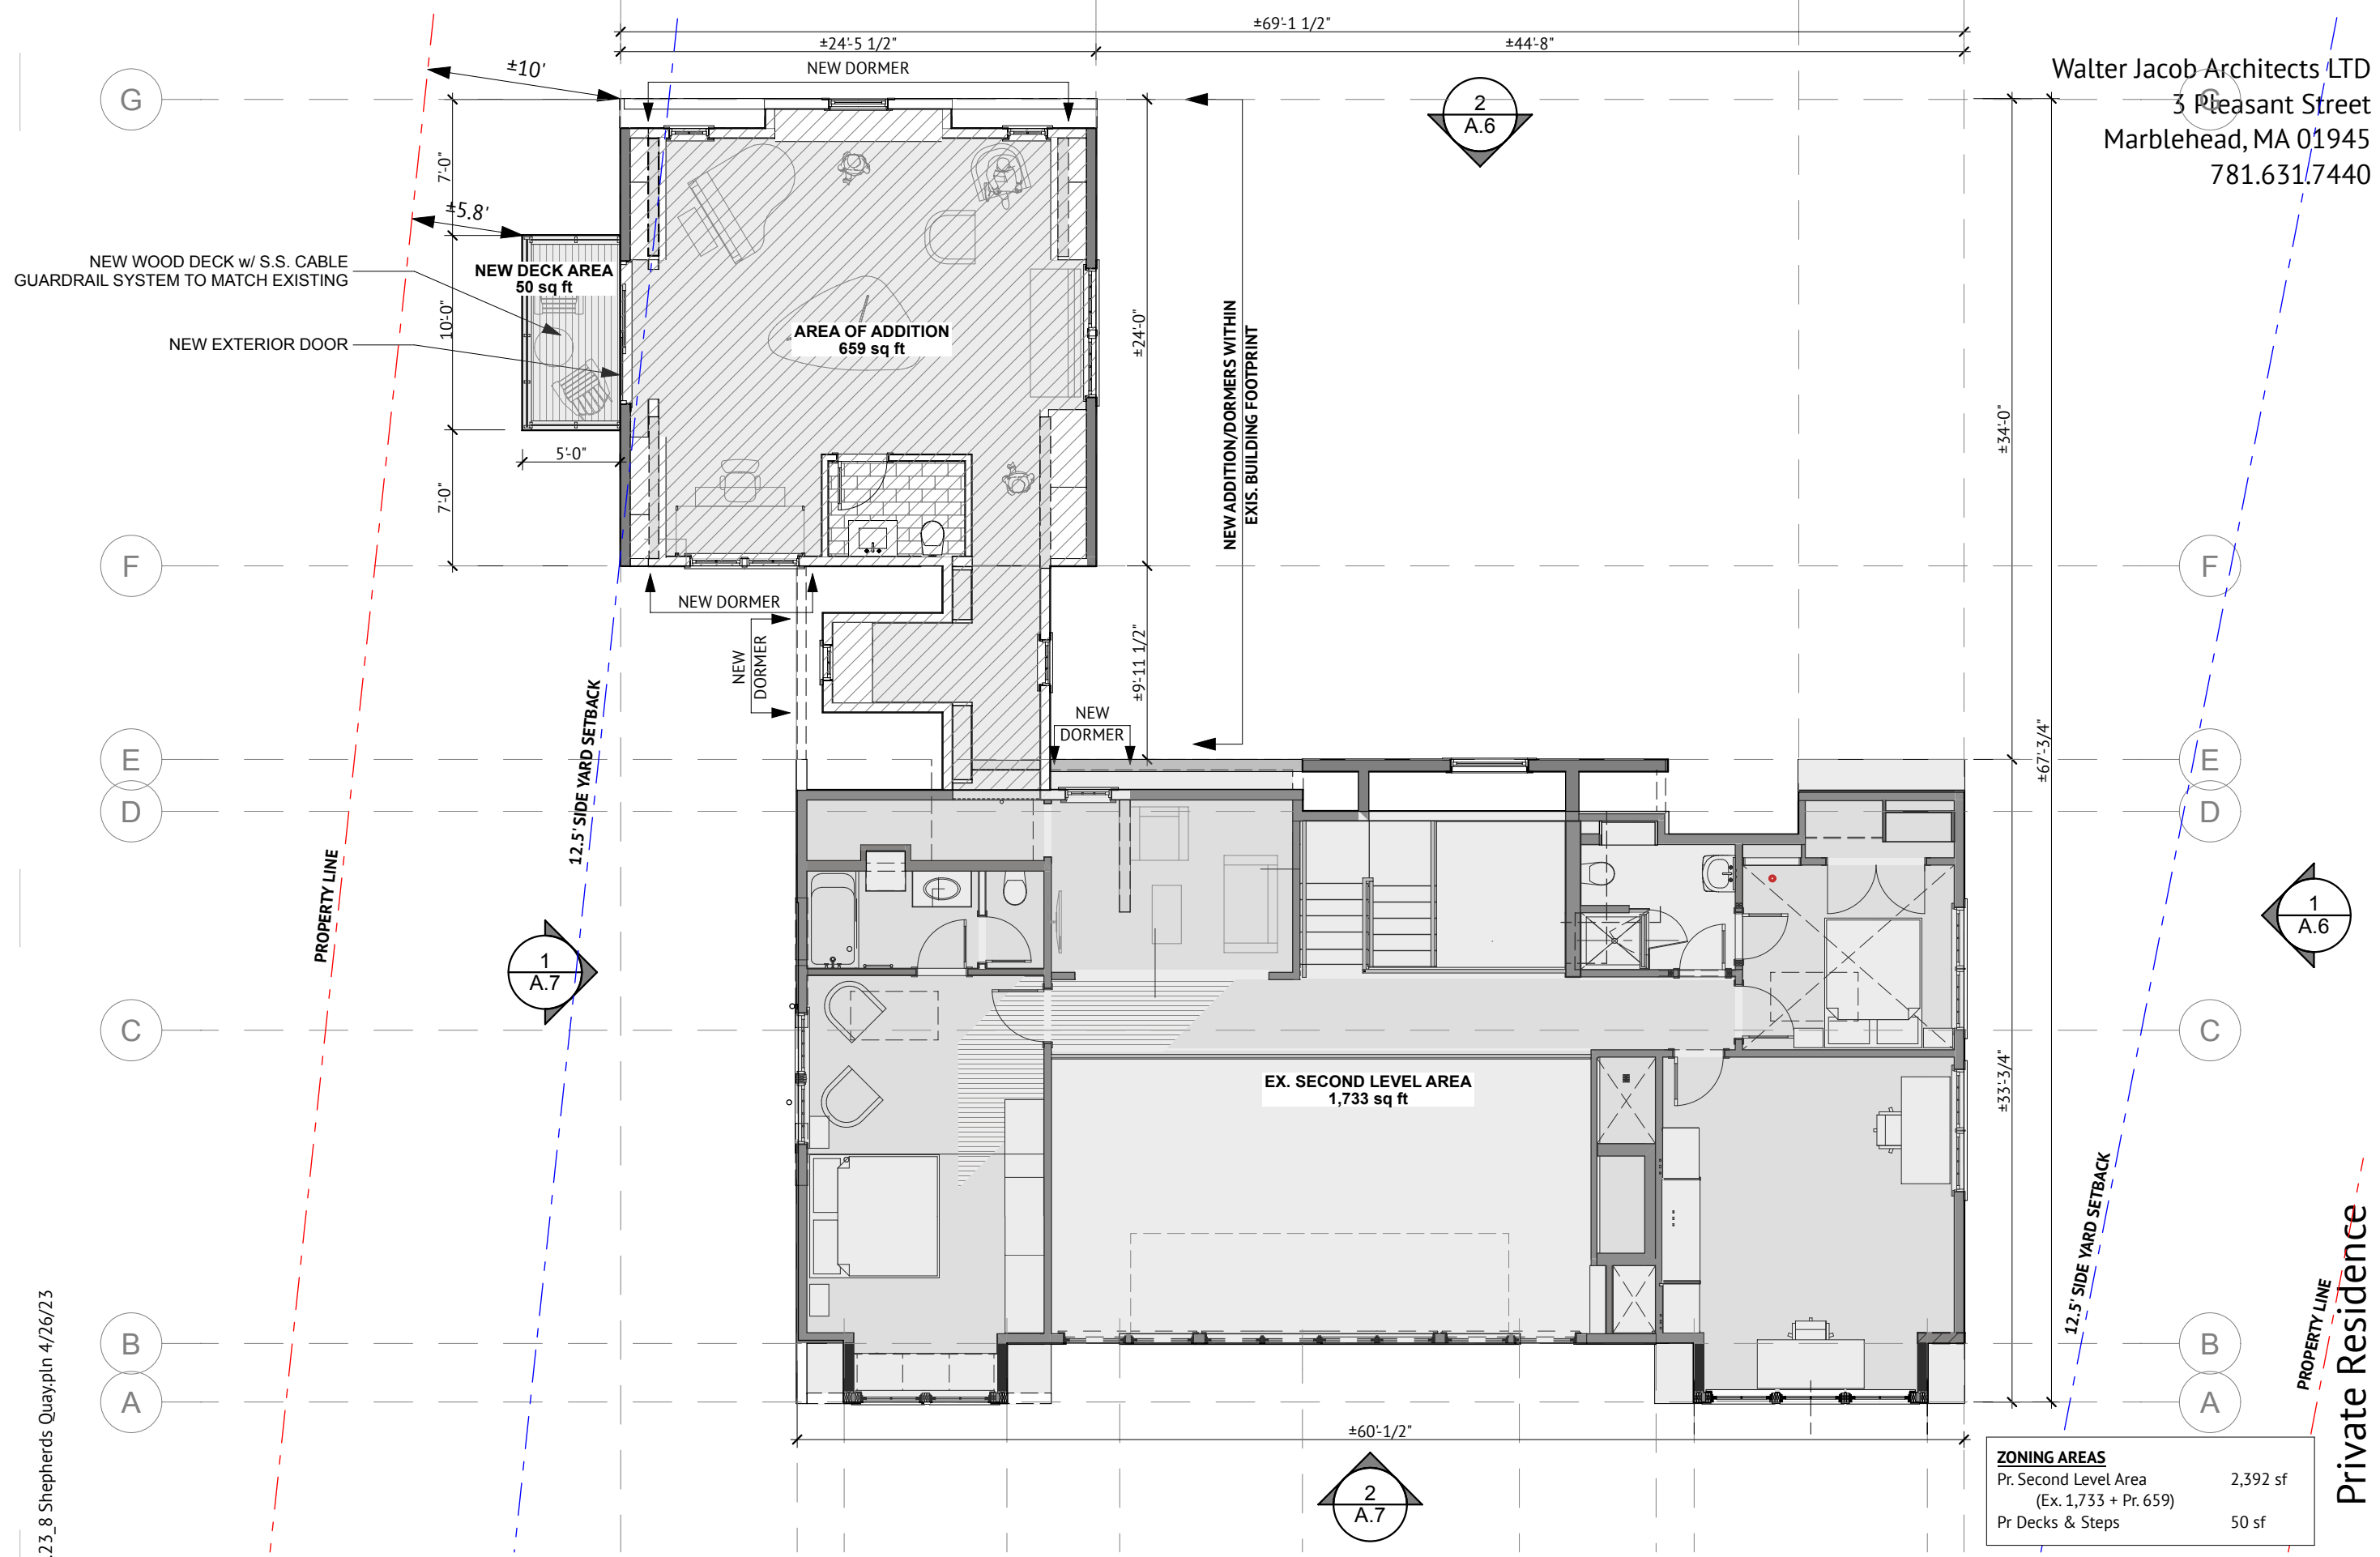 ±69'-1 1/2"
±24'-5 1/2"
±44'-8"
NEW DORMER
±10'
Walter Jacob Architects LTD
3 Pleasant Street
Marblehead, MA 01945
781.631.7440
G
G
2
A.6
7'-0"
±5.8'
NEW WOOD DECK w/ S.S. CABLE
GUARDRAIL SYSTEM TO MATCH EXISTING
NEW DECK AREA
50 sq ft
10'-0"
NEW EXTERIOR DOOR
AREA OF ADDITION
659 sq ft
±24'-0"
NEW ADDITION/DORMERS WITHIN
EXIS. BUILDING FOOTPRINT
±34'-0"
5'-0"
7'-0"
F
F
NEW DORMER
NEW
DORMER
±9'-11 1/2"
NEW
DORMER
±67'-3/4"
12.5' SIDE YARD SETBACK
PROPERTY LINE
E
E
D
D
1
A.7
1
A.6
C
C
EX. SECOND LEVEL AREA
1,733 sq ft
±33'-3/4"
12.5' SIDE YARD SETBACK
PROPERTY LINE
Private Residence
.23_8 Shepherds Quay.pln 4/26/23
B
B
A
A
±60'-1/2"
2
A.7
ZONING AREAS
Pr. Second Level Area 2,392 sf
(Ex. 1,733 + Pr. 659)
Pr Decks & Steps 50 sf